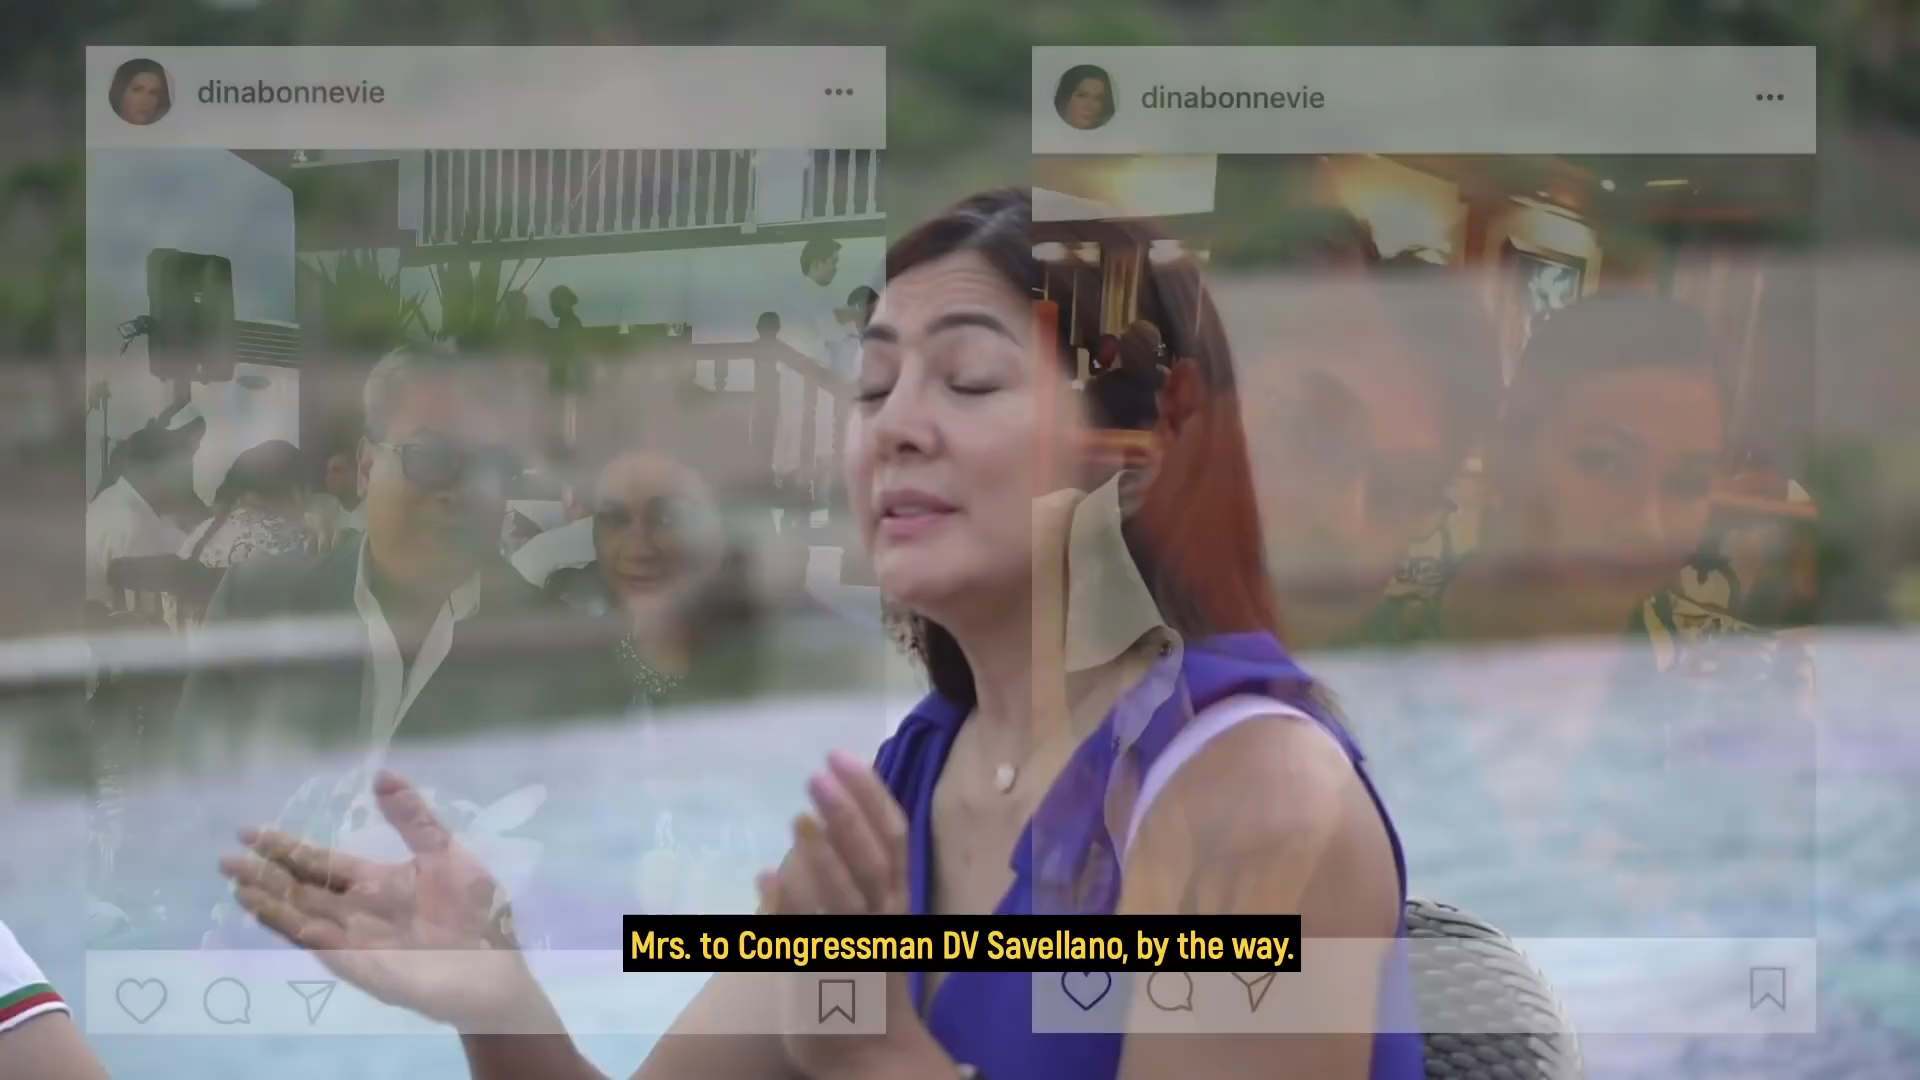 dinabonnevie
dinabonnevie
Mrs. to Congressman DV Savellano, by the way.